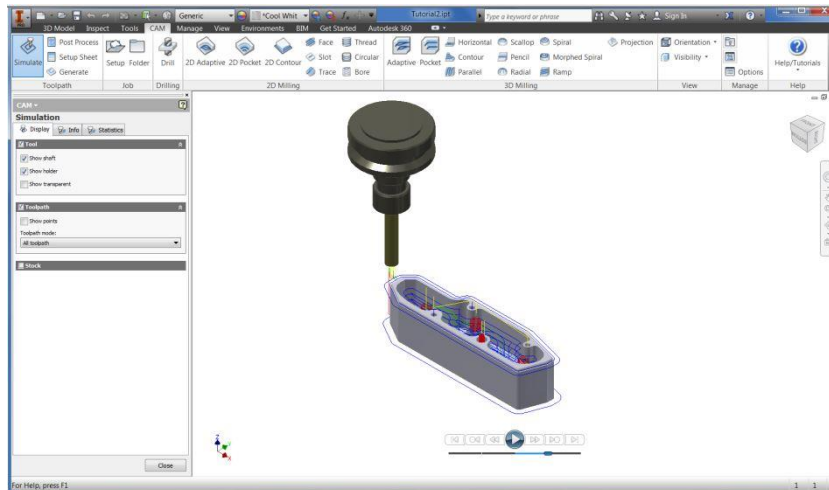 Generic
*Cool Whit
Tutorial2.ipt
Type a keyword or phrase
Sign In
3D Model Inspect Tools CAM Manage View Environments BIM Get Started Autodesk 360
Simulate
Post Process
Setup Sheet
Generate
Toolpath
Setup Folder
Job
Drill
Drilling
2D Adaptive 2D Pocket 2D Contour
Face Thread
Slot Circular
Trace Bore
2D Milling
Adaptive Pocket
Horizontal Scallop Spiral Projection
Contour Pencil Morphed Spiral
Parallel Radial Ramp
3D Milling
Orientation
Visibility
View
Options
Manage
Help/Tutorials
Help
CAM
Simulation
Display Info Statistics
Tool
Show shaft
Show holder
Show transparent
Toolpath
Show points
Toolpath mode:
All toolpath
Stock
Close
For Help, press F1
1 1